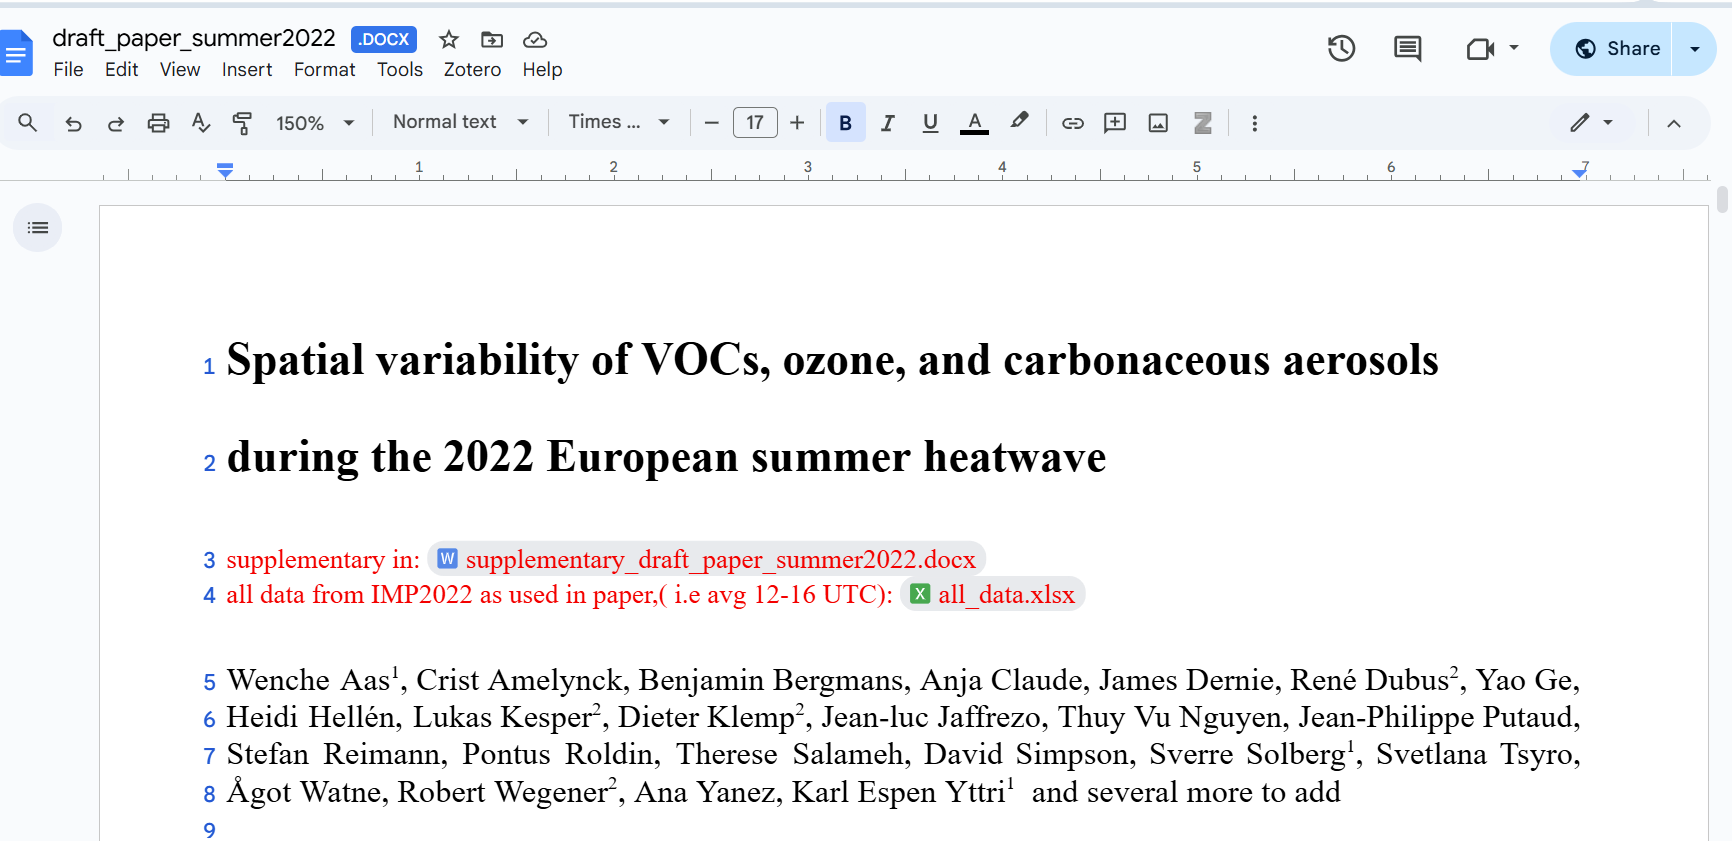 draft_paper_summer2022 .DOCX
File Edit View Insert Format Tools Zotero Help
Share
150% Normal text Times ... 17 B I U A
1 2 3 4 5 6 7
1 Spatial variability of VOCs, ozone, and carbonaceous aerosols
2 during the 2022 European summer heatwave
3 supplementary in: W supplementary_draft_paper_summer2022.docx
4 all data from IMP2022 as used in paper,( i.e avg 12-16 UTC): X all_data.xlsx
5 Wenche Aas¹, Crist Amelynck, Benjamin Bergmans, Anja Claude, James Dernie, René Dubus², Yao Ge,
6 Heidi Hellén, Lukas Kesper², Dieter Klemp², Jean-luc Jaffrezo, Thuy Vu Nguyen, Jean-Philippe Putaud,
7 Stefan Reimann, Pontus Roldin, Therese Salameh, David Simpson, Sverre Solberg¹, Svetlana Tsyro,
8 Ågot Watne, Robert Wegener², Ana Yanez, Karl Espen Yttri¹ and several more to add
9